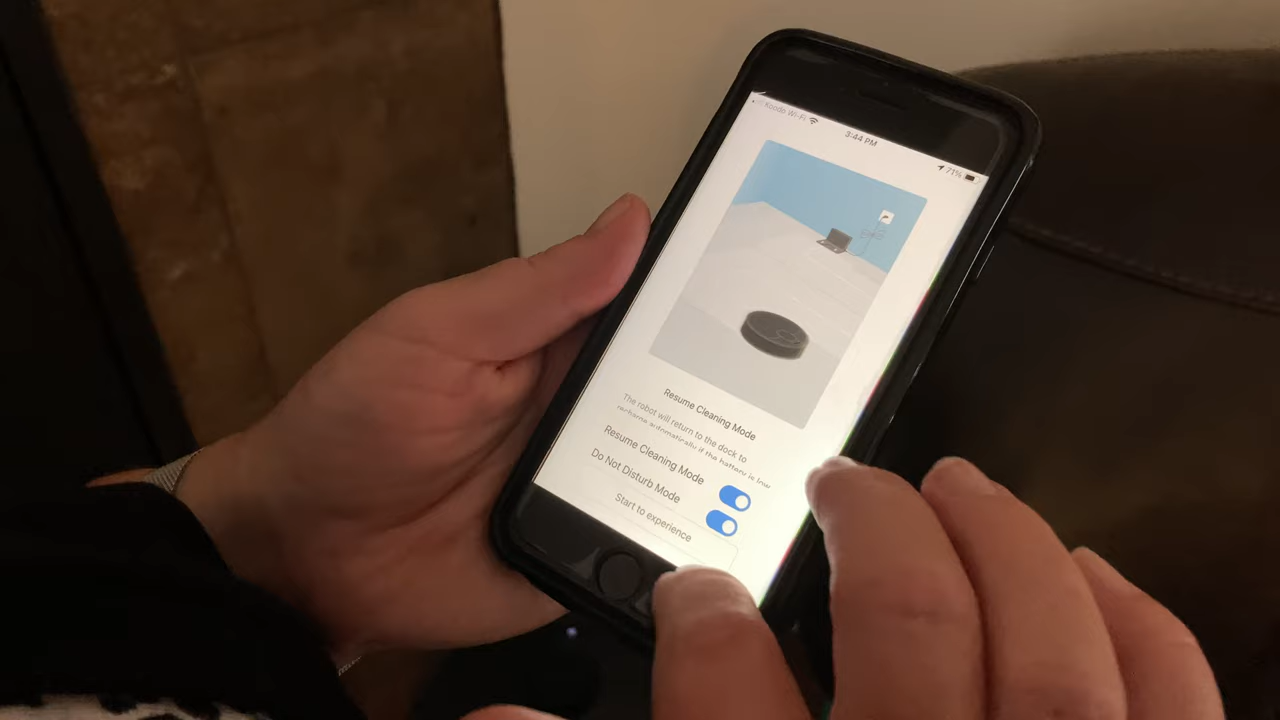 Koodo Wi-Fi
3:44 PM
71%
Resume Cleaning Mode
The robot will return to the dock to
recharge automatically if the battery is low
Resume Cleaning Mode
Do Not Disturb Mode
Start to experience